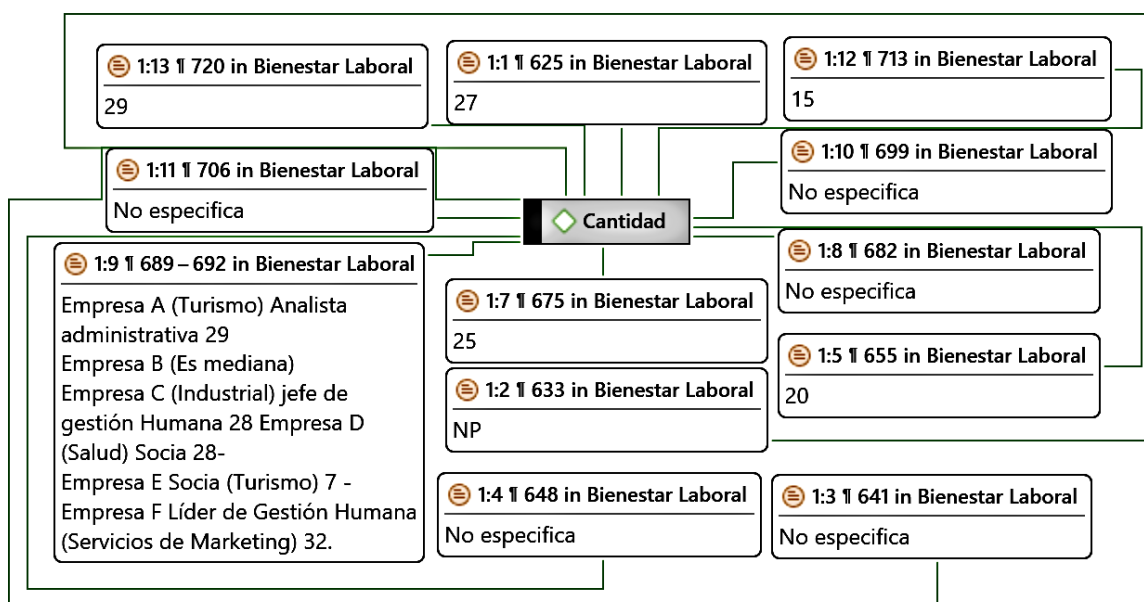 1:13 ¶ 720 in Bienestar Laboral
29
1:1 ¶ 625 in Bienestar Laboral
27
1:12 ¶ 713 in Bienestar Laboral
15
1:11 ¶ 706 in Bienestar Laboral
No especifica
1:10 ¶ 699 in Bienestar Laboral
No especifica
Cantidad
1:9 ¶ 689 – 692 in Bienestar Laboral
Empresa A (Turismo) Analista
administrativa 29
Empresa B (Es mediana)
Empresa C (Industrial) jefe de
gestión Humana 28 Empresa D
(Salud) Socia 28-
Empresa E Socia (Turismo) 7 -
Empresa F Líder de Gestión Humana
(Servicios de Marketing) 32.
1:8 ¶ 682 in Bienestar Laboral
No especifica
1:7 ¶ 675 in Bienestar Laboral
25
1:5 ¶ 655 in Bienestar Laboral
20
1:2 ¶ 633 in Bienestar Laboral
NP
1:4 ¶ 648 in Bienestar Laboral
No especifica
1:3 ¶ 641 in Bienestar Laboral
No especifica